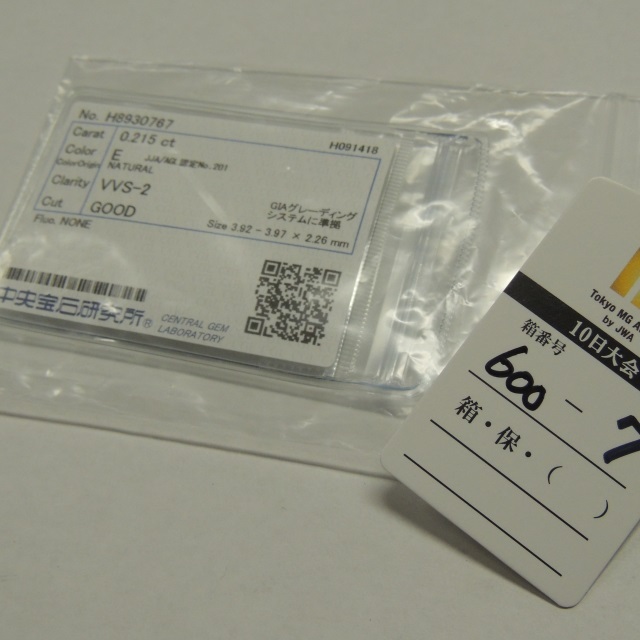 No. H8930767
Carat 0.215 ct H091418
Color E
Color Origin NATURAL
Clarity VVS-2
Cut GOOD GIAグレーディング
システムに準拠
Fluo. NONE Size 3.92 - 3.97 × 2.26 mm
中央宝石研究所®
CENTRAL GEM
LABORATORY
Tokyo
by JWA
10日大会
箱番号
600 - 7
箱・保・( )